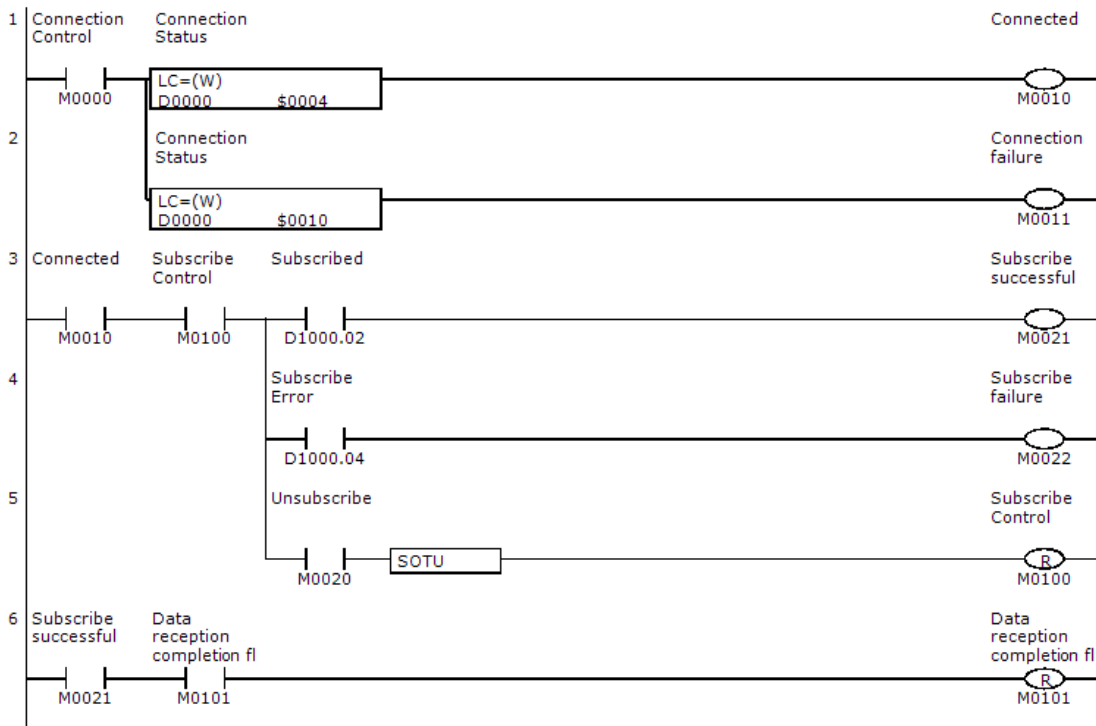 1 Connection Connection Connected
Control Status
LC=(W)
M0000 D0000 $0004 M0010
2 Connection Connection
Status failure
LC=(W)
D0000 $0010 M0011
3 Connected Subscribe Subscribed Subscribe
Control successful
M0010 M0100 D1000.02 M0021
4 Subscribe Subscribe
Error failure
D1000.04 M0022
5 Unsubscribe Subscribe
Control
SOTU R
M0020 M0100
6 Subscribe Data Data
successful reception reception
completion fl completion fl
R
M0021 M0101 M0101